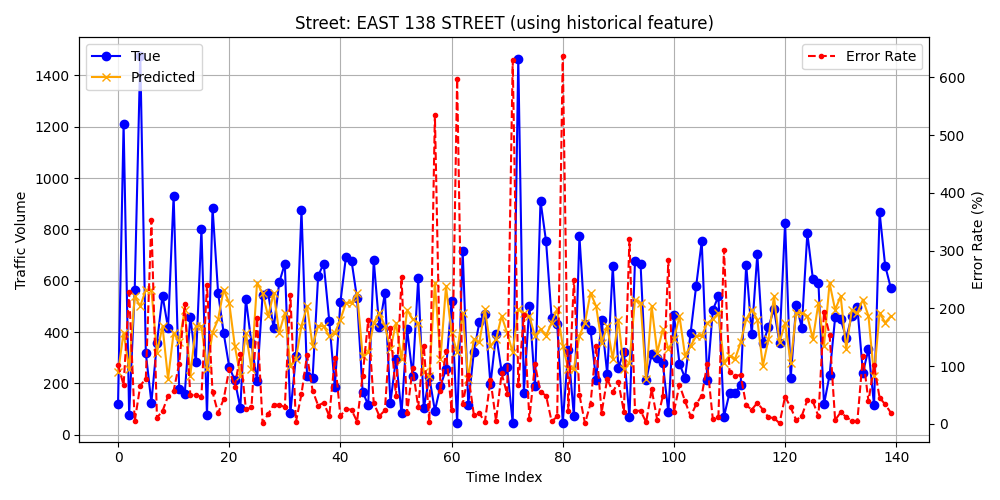 Street: EAST 138 STREET (using historical feature)
True
Predicted
Error Rate
Traffic Volume
0
200
400
600
800
1000
1200
1400
0
100
200
300
400
500
600
Error Rate (%)
0 20 40 60 80 100 120 140
Time Index